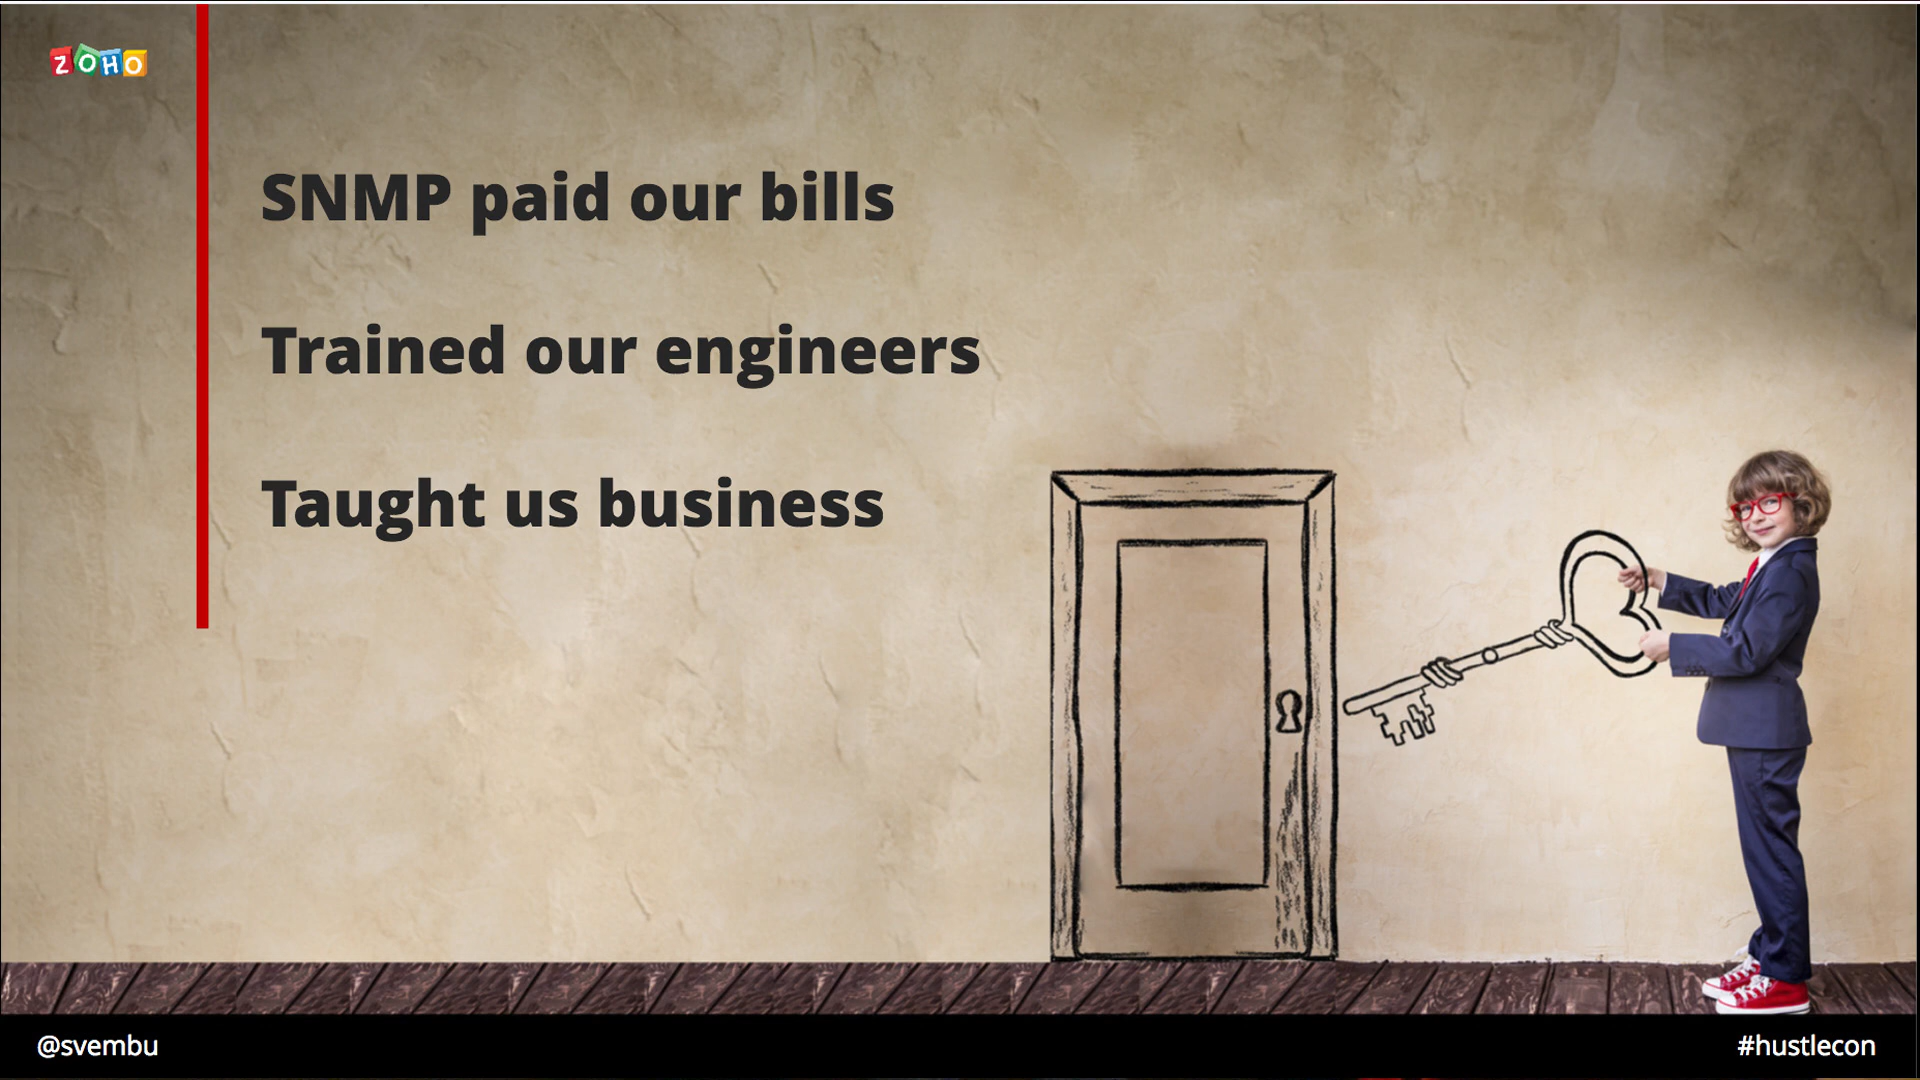 ZOHO
SNMP paid our bills
Trained our engineers
Taught us business
@svembu
#hustlecon